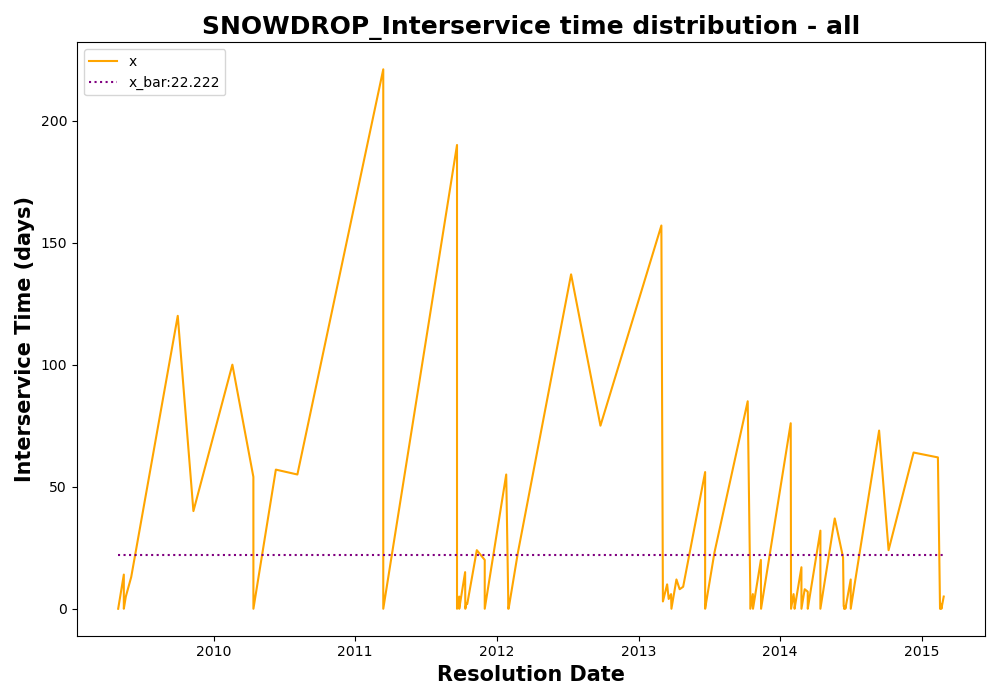 SNOWDROP_Interservice time distribution - all
x
x_bar:22.222
Interservice Time (days)
200
150
100
50
0
2010 2011 2012 2013 2014 2015
Resolution Date